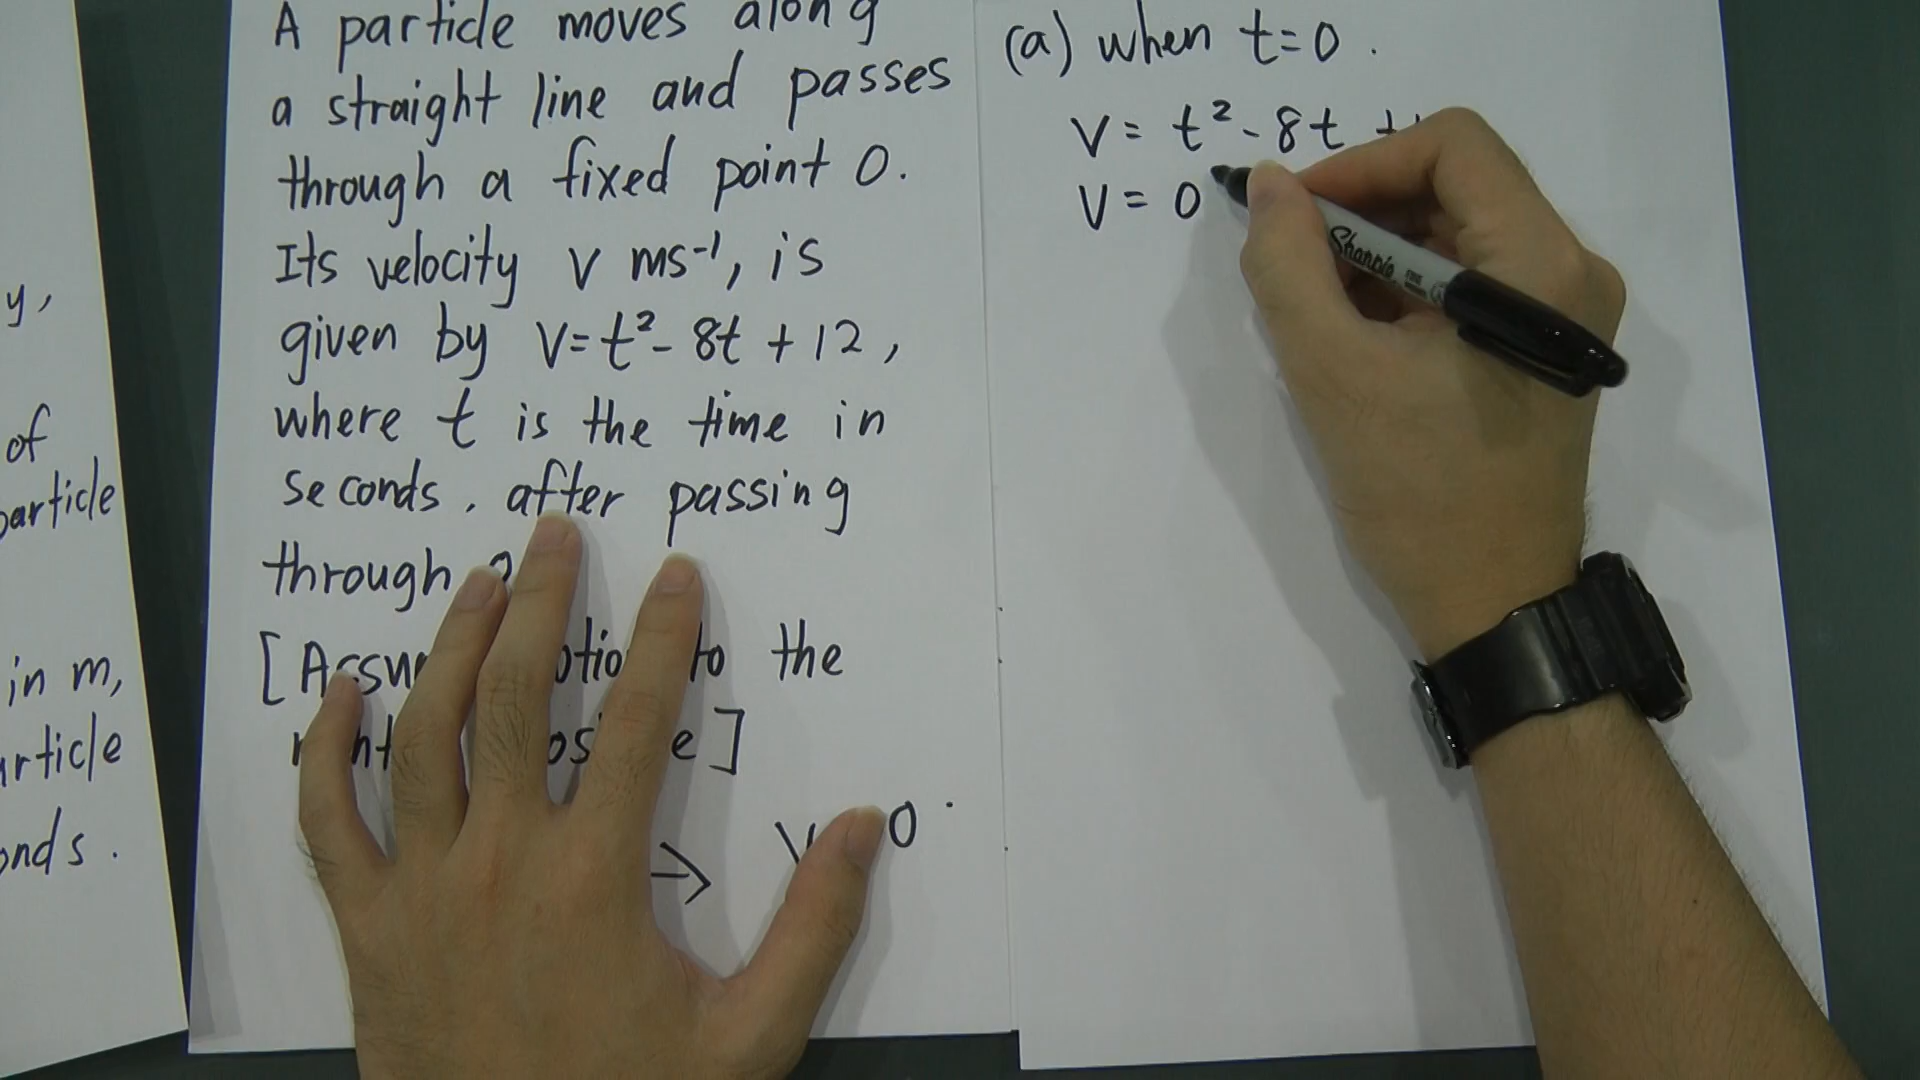 y,
of
particle
in m,
article
onds.
A particle moves along
a straight line and passes
through a fixed point O.
Its velocity v ms⁻¹, is
given by v=t²-8t+12,
where t is the time in
seconds, after passing
through
the
]
→ 0
(a) when t=0.
V= t²-8t +
V= 0
Sharpie